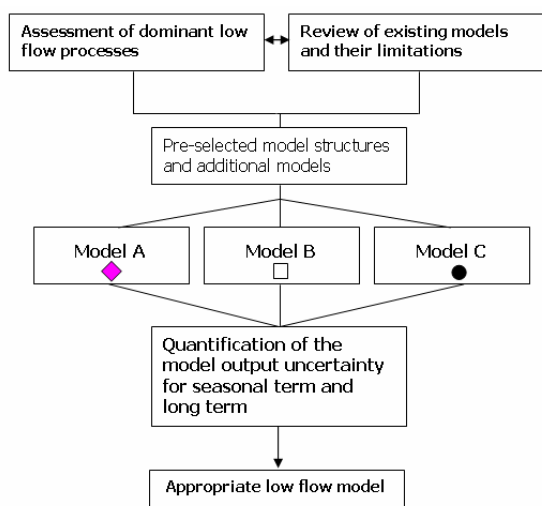 Assessment of dominant low
flow processes
Review of existing models
and their limitations
Pre-selected model structures
and additional models
Model A
Model B
Model C
Quantification of the
model output uncertainty
for seasonal term and
long term
Appropriate low flow model